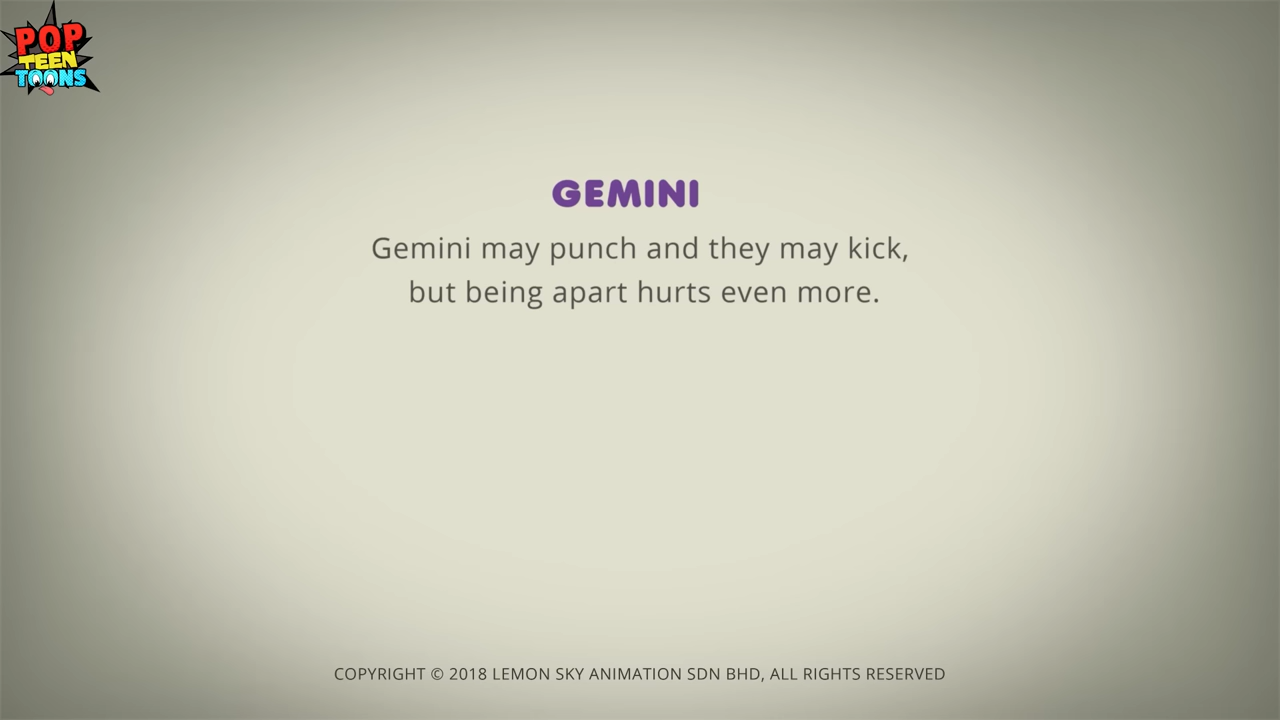 POP
TEEN
TOONS
GEMINI
Gemini may punch and they may kick,
but being apart hurts even more.
COPYRIGHT © 2018 LEMON SKY ANIMATION SDN BHD, ALL RIGHTS RESERVED